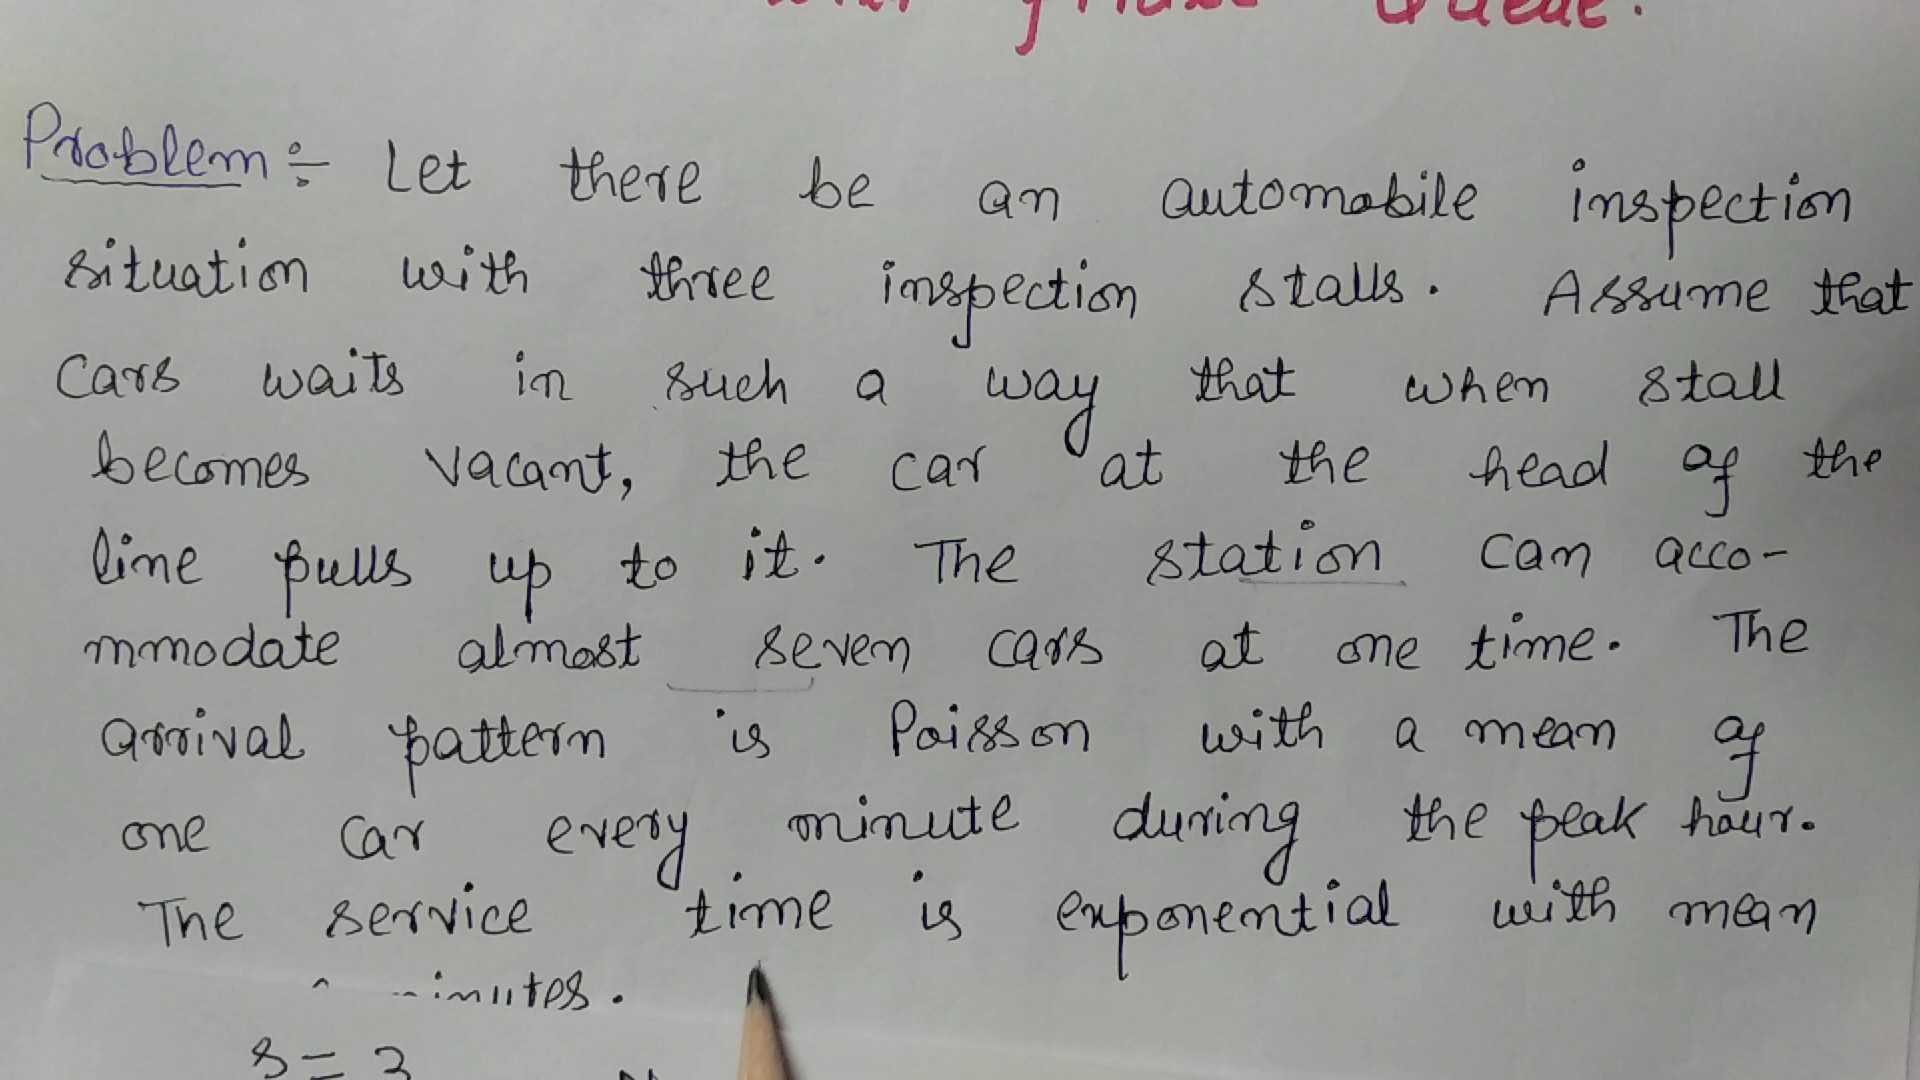 Queue.
Problem :- Let there be an automobile inspection
situation with three inspection stalls. Assume that
cars waits in such a way that when stall
becomes vacant, the car at the head of the
line pulls up to it. The station can acco-
mmodate almost seven cars at one time. The
arrival pattern is Poisson with a mean of
one car every minute during the peak hour.
The service time is exponential with mean
minutes.
s = 3